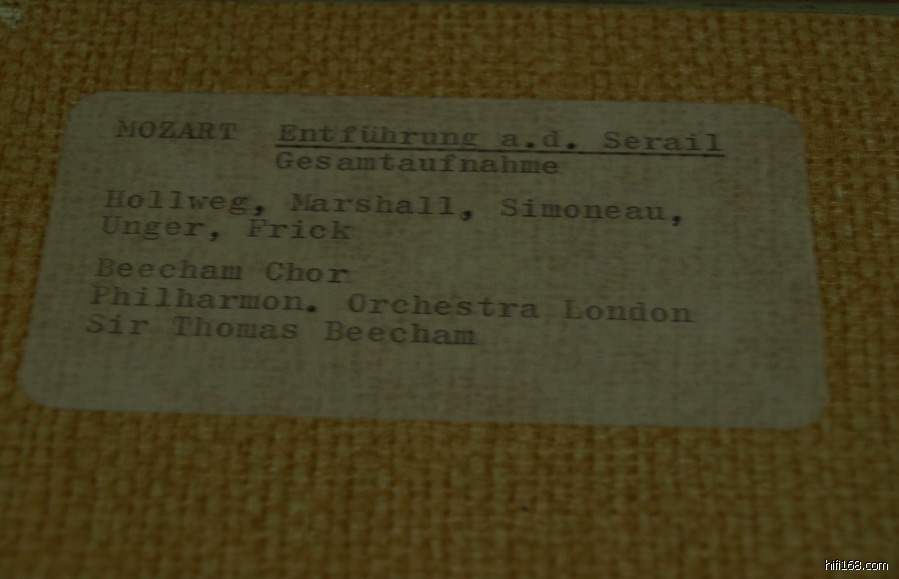 MOZART Entführung a.d. Serail
Gesamtaufnahme
Hollweg, Marshall, Simoneau,
Unger, Frick
Beecham Chor
Philharmon. Orchestra London
Sir Thomas Beecham
hifi168.com